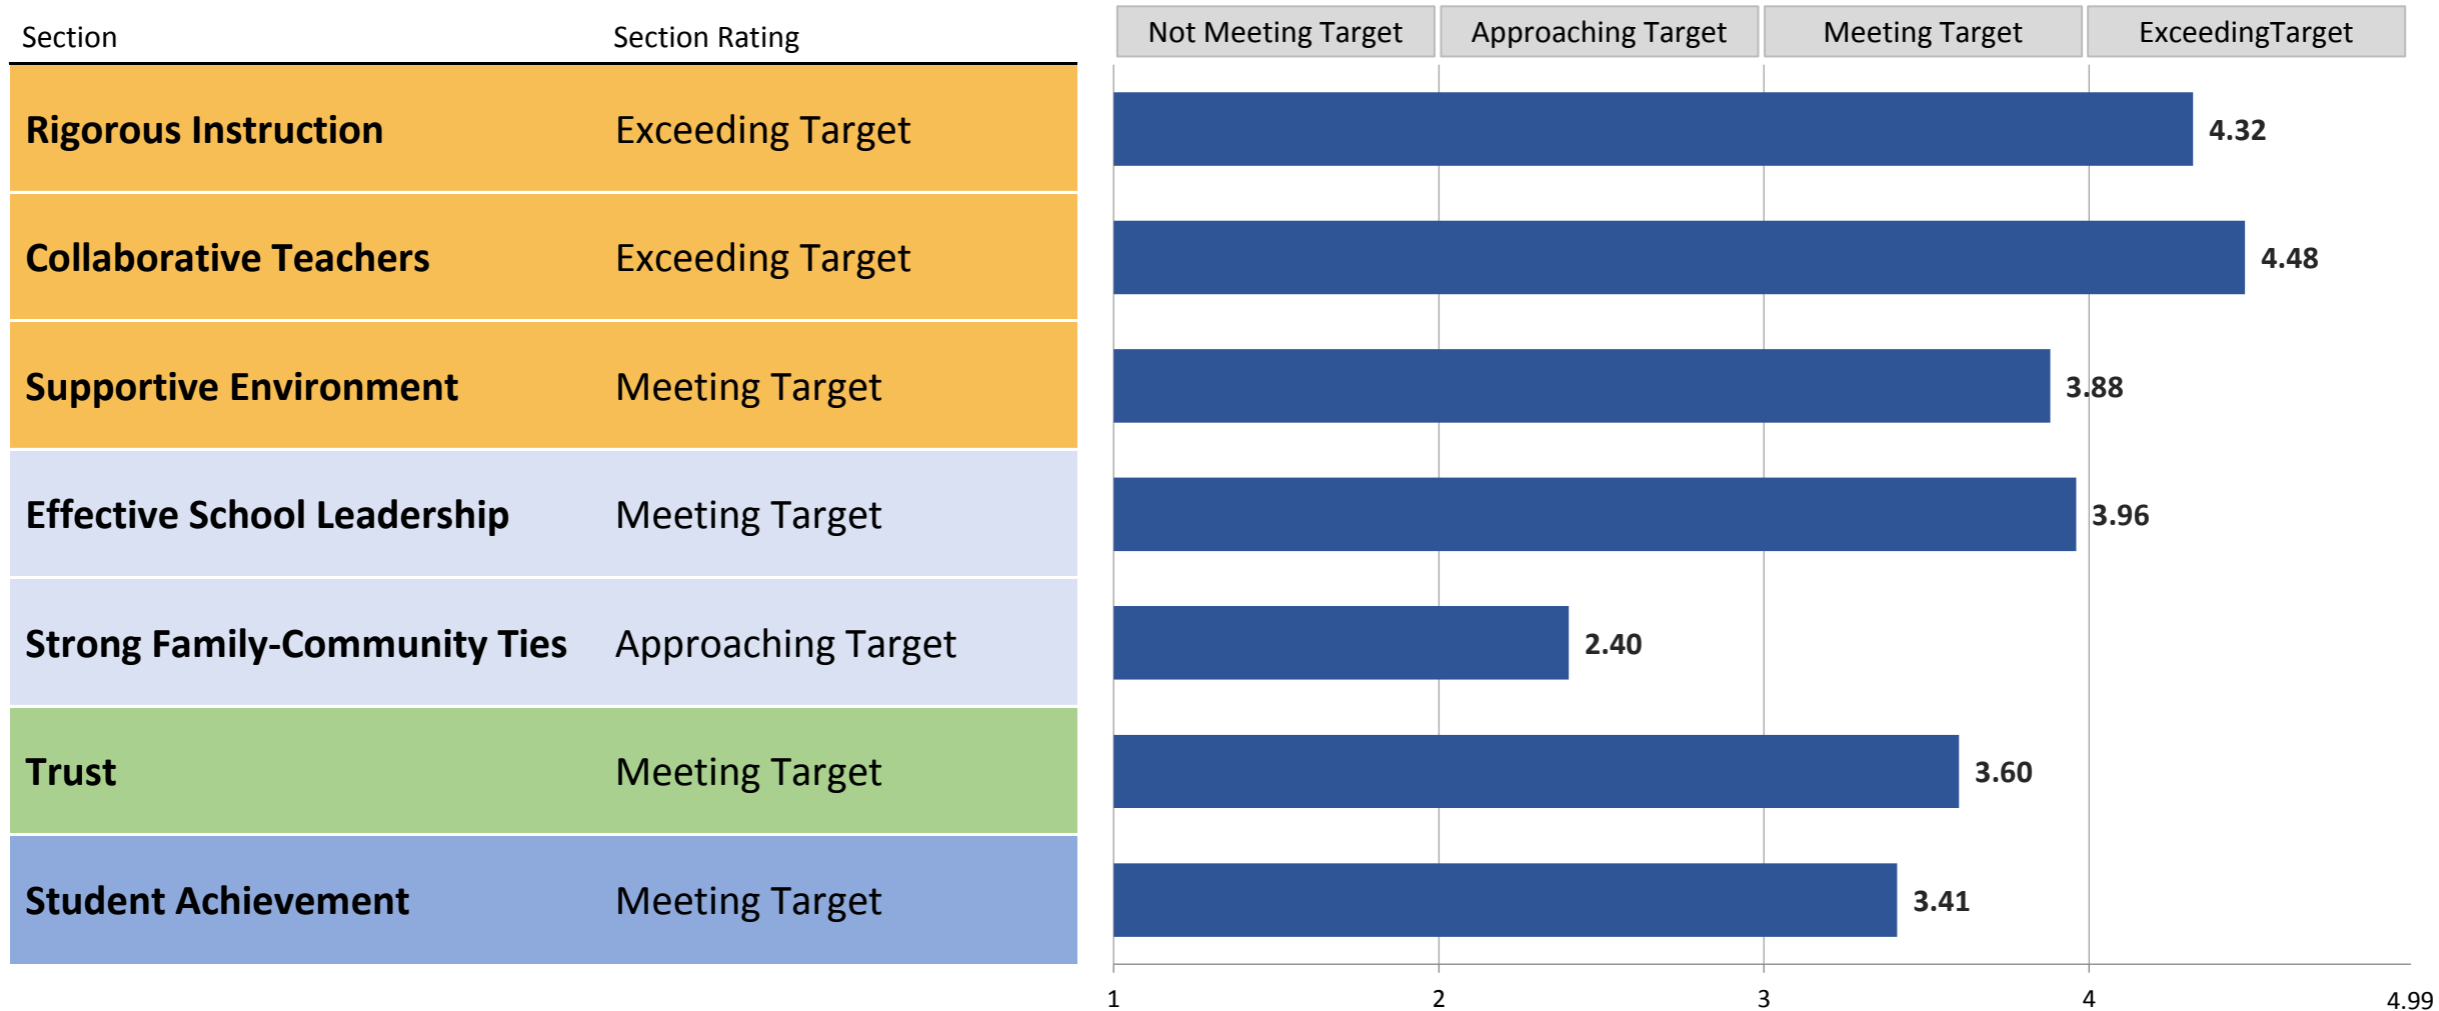 Section Section Rating Not Meeting Target Approaching Target Meeting Target ExceedingTarget
Rigorous Instruction Exceeding Target 4.32
Collaborative Teachers Exceeding Target 4.48
Supportive Environment Meeting Target 3.88
Effective School Leadership Meeting Target 3.96
Strong Family-Community Ties Approaching Target 2.40
Trust Meeting Target 3.60
Student Achievement Meeting Target 3.41
1 2 3 4 4.99